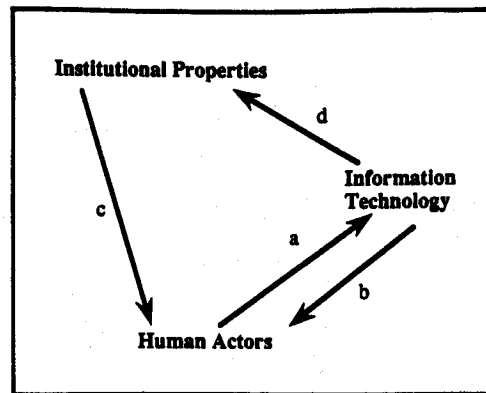 Institutional Properties
d
Information
Technology
c
a
b
Human Actors